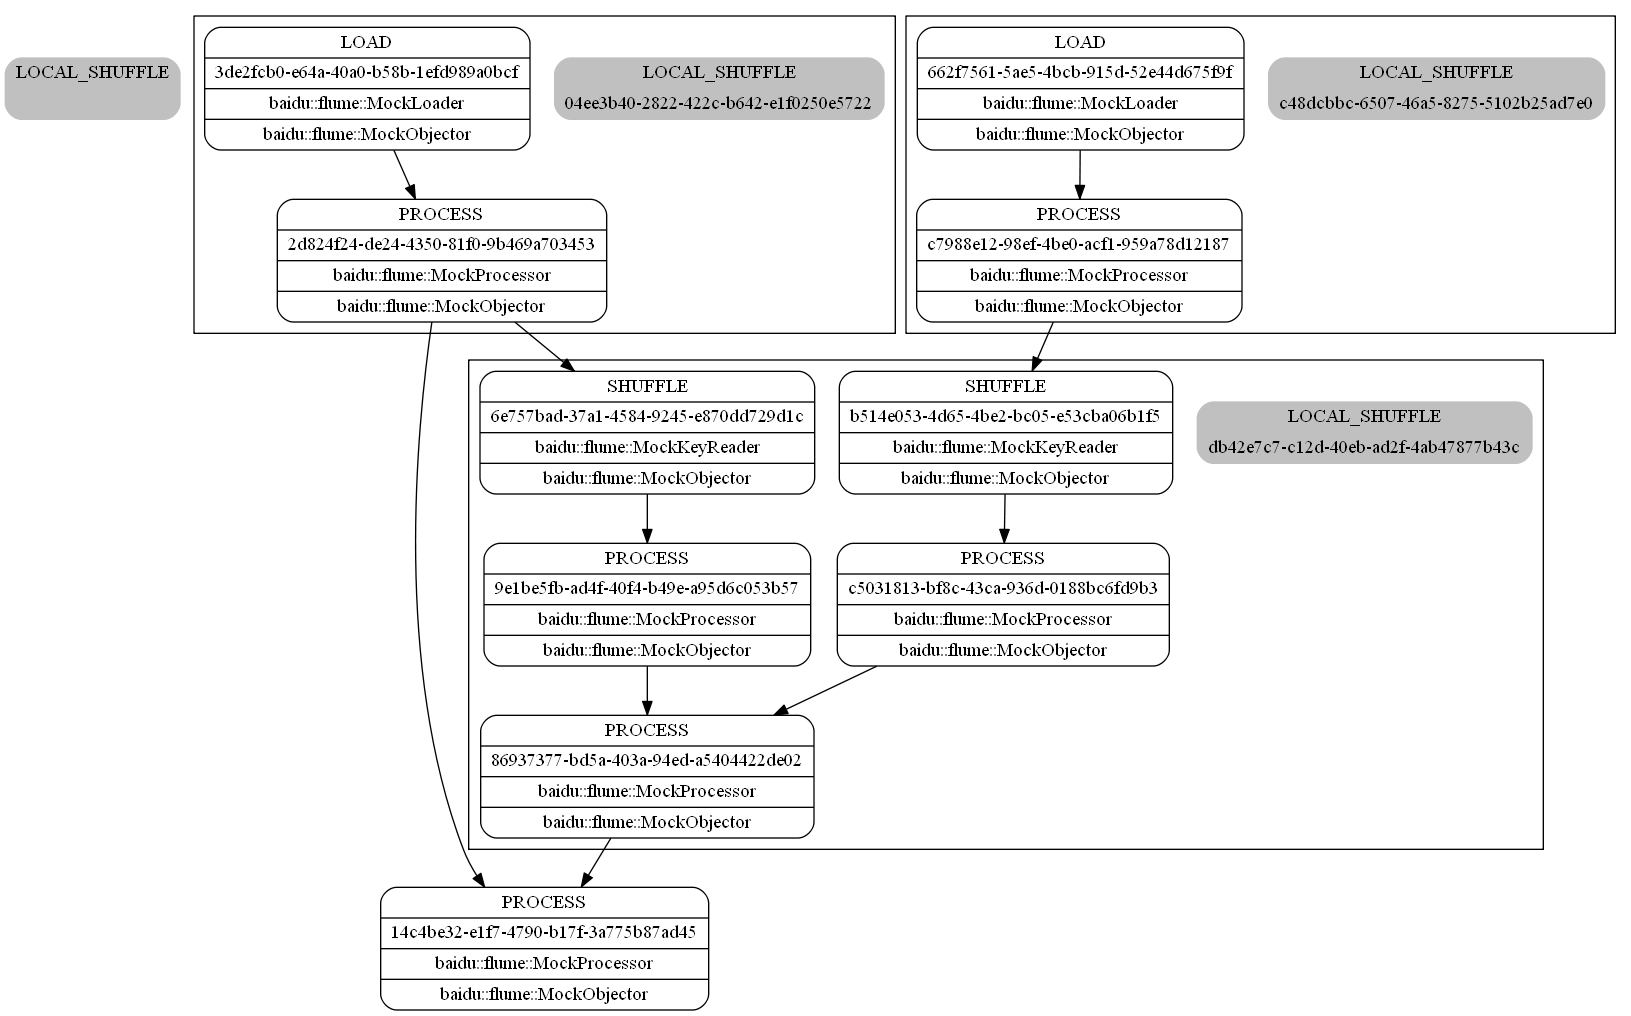 LOCAL_SHUFFLE
LOAD
3de2fcb0-e64a-40a0-b58b-1efd989a0bcf
baidu::flume::MockLoader
baidu::flume::MockObjector
LOCAL_SHUFFLE
04ee3b40-2822-422c-b642-e1f0250e5722
LOAD
662f7561-5ae5-4bcb-915d-52e44d675f9f
baidu::flume::MockLoader
baidu::flume::MockObjector
LOCAL_SHUFFLE
c48dcbbc-6507-46a5-8275-5102b25ad7e0
PROCESS
2d824f24-de24-4350-81f0-9b469a703453
baidu::flume::MockProcessor
baidu::flume::MockObjector
PROCESS
c7988e12-98ef-4be0-acf1-959a78d12187
baidu::flume::MockProcessor
baidu::flume::MockObjector
SHUFFLE
6e757bad-37a1-4584-9245-e870dd729d1c
baidu::flume::MockKeyReader
baidu::flume::MockObjector
SHUFFLE
b514e053-4d65-4be2-bc05-e53cba06b1f5
baidu::flume::MockKeyReader
baidu::flume::MockObjector
LOCAL_SHUFFLE
db42e7c7-c12d-40eb-ad2f-4ab47877b43c
PROCESS
9e1be5fb-ad4f-40f4-b49e-a95d6c053b57
baidu::flume::MockProcessor
baidu::flume::MockObjector
PROCESS
c5031813-bf8c-43ca-936d-0188bc6fd9b3
baidu::flume::MockProcessor
baidu::flume::MockObjector
PROCESS
86937377-bd5a-403a-94ed-a5404422de02
baidu::flume::MockProcessor
baidu::flume::MockObjector
PROCESS
14c4be32-e1f7-4790-b17f-3a775b87ad45
baidu::flume::MockProcessor
baidu::flume::MockObjector